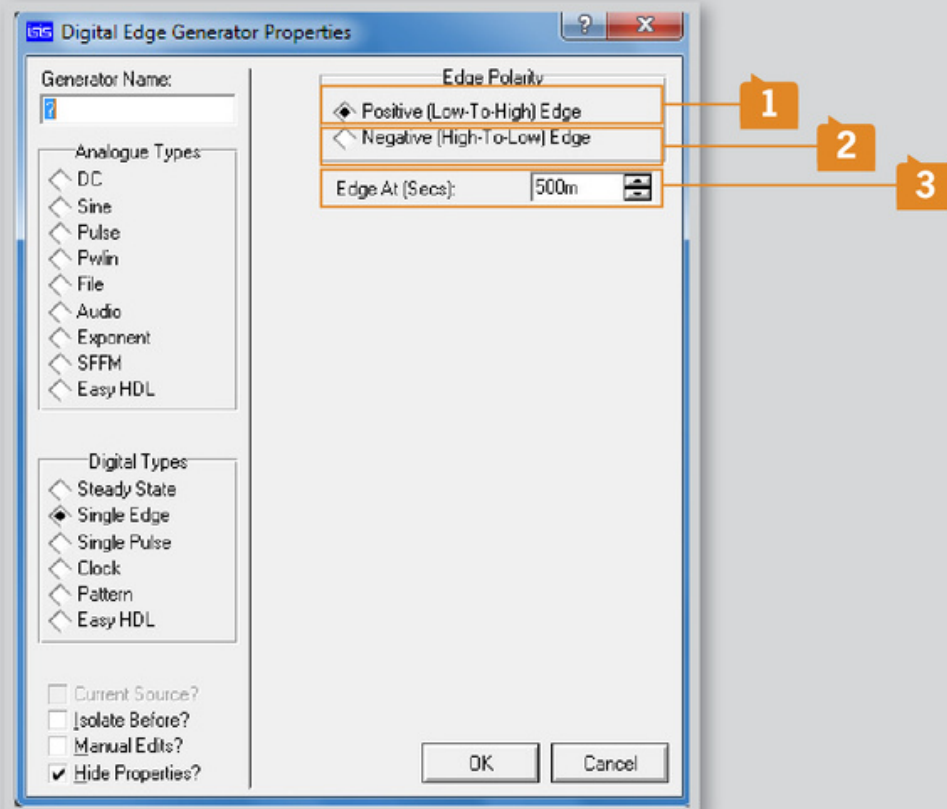 isis Digital Edge Generator Properties
?
X
Generator Name:
?
Analogue Types
DC
Sine
Pulse
Pwlin
File
Audio
Exponent
SFFM
Easy HDL
Digital Types
Steady State
Single Edge
Single Pulse
Clock
Pattern
Easy HDL
Current Source?
Isolate Before?
Manual Edits?
Hide Properties?
Edge Polarity
Positive (Low-To-High) Edge
Negative (High-To-Low) Edge
Edge At (Secs): 500m
1
2
3
OK
Cancel